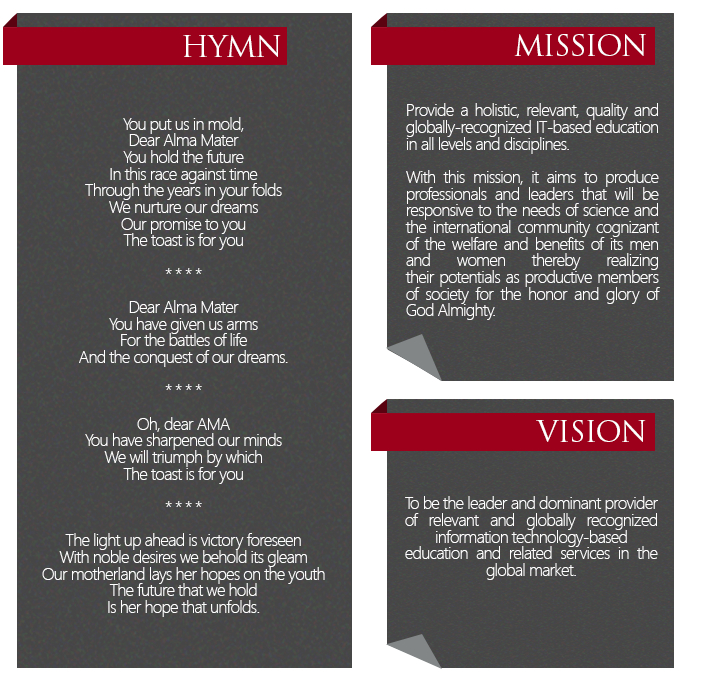 HYMN
You put us in mold,
Dear Alma Mater
You hold the future
In this race against time
Through the years in your folds
We nurture our dreams
Our promise to you
The toast is for you
* * * *
Dear Alma Mater
You have given us arms
For the battles of life
And the conquest of our dreams.
* * * *
Oh, dear AMA
You have sharpened our minds
We will triumph by which
The toast is for you
* * * *
The light up ahead is victory foreseen
With noble desires we behold its gleam
Our motherland lays her hopes on the youth
The future that we hold
Is her hope that unfolds.
MISSION
Provide a holistic, relevant, quality and
globally-recognized IT-based education
in all levels and disciplines.
With this mission, it aims to produce
professionals and leaders that will be
responsive to the needs of science and
the international community cognizant
of the welfare and benefits of its men
and women thereby realizing
their potentials as productive members
of society for the honor and glory of
God Almighty.
VISION
To be the leader and dominant provider
of relevant and globally recognized
information technology-based
education and related services in the
global market.